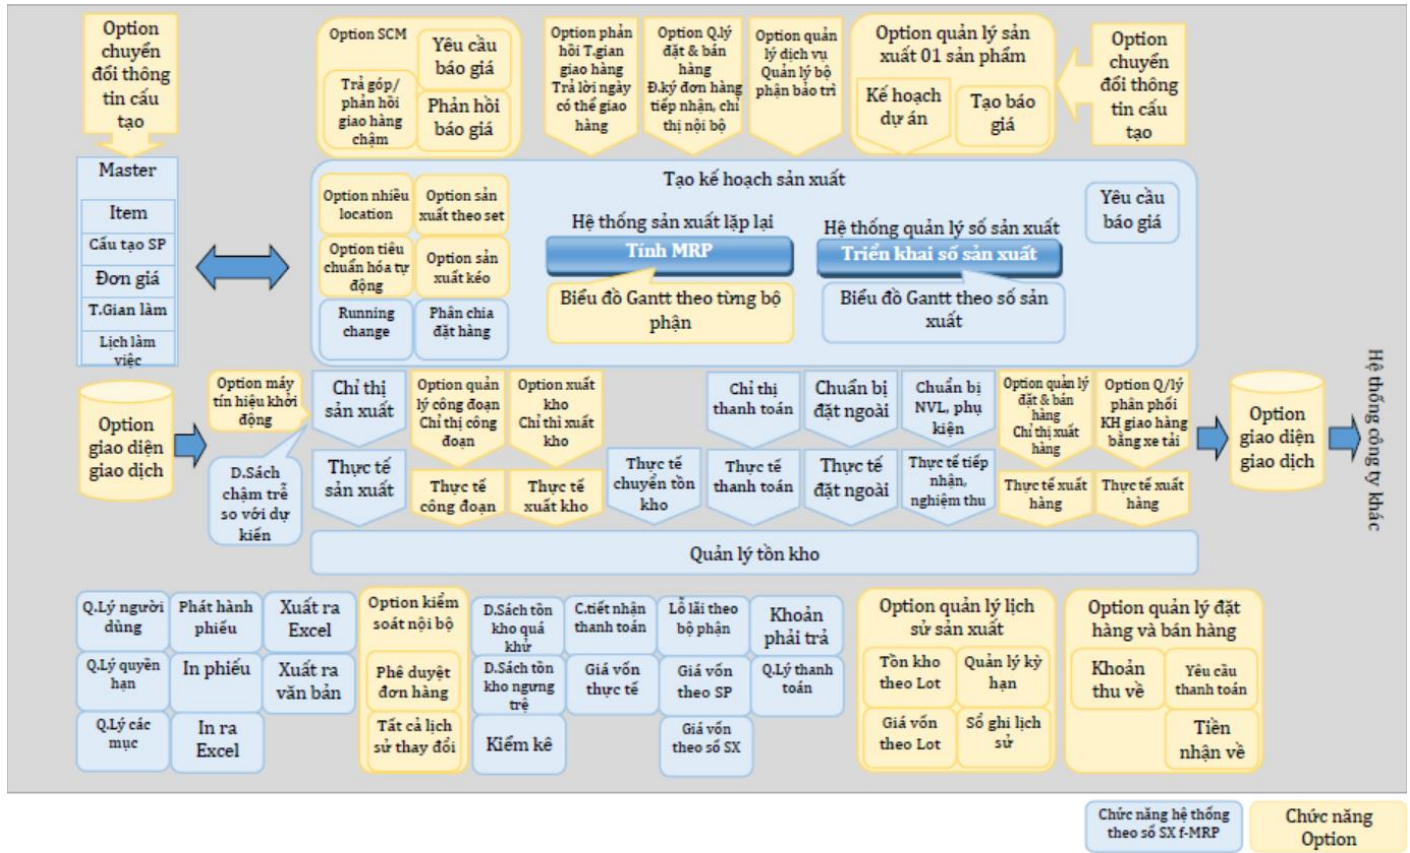 Option
chuyển
đổi thông
tin cấu
tạo
Option SCM
Yêu cầu
báo giá
Trả góp/
phản hồi
giao hàng
chậm
Phản hồi
báo giá
Option phản
hồi T.gian
giao hàng
Trả lời ngày
có thể giao
hàng
Option Q.lý
đặt & bán
hàng
Đ.ký đơn hàng
tiếp nhận, chỉ
thị nội bộ
Option quản
lý dịch vụ
Quản lý bộ
phận bảo trì
Option quản lý sản
xuất 01 sản phẩm
Kế hoạch
dự án
Tạo báo
giá
Option
chuyển
đổi thông
tin cấu
tạo
Master
Item
Cấu tạo SP
Đơn giá
T.Gian làm
Lịch làm
việc
Tạo kế hoạch sản xuất
Option nhiều
location
Option sản
xuất theo set
Option tiêu
chuẩn hóa tự
động
Option sản
xuất kéo
Running
change
Phân chia
đặt hàng
Hệ thống sản xuất lặp lại
Tính MRP
Biểu đồ Gantt theo từng bộ
phận
Hệ thống quản lý số sản xuất
Triển khai số sản xuất
Biểu đồ Gantt theo số sản
xuất
Yêu cầu
báo giá
Option
giao diện
giao dịch
Option máy
tín hiệu khởi
động
D.Sách
chậm trễ
so với dự
kiến
Chỉ thị
sản xuất
Option quản
lý công đoạn
Chỉ thị công
đoạn
Option xuất
kho
Chỉ thị xuất
kho
Chỉ thị
thanh toán
Chuẩn bị
đặt ngoài
Chuẩn bị
NVL, phụ
kiện
Option quản lý
đặt & bán
hàng
Chỉ thị xuất
hàng
Option Q/lý
phân phối
KH giao hàng
bằng xe tải
Thực tế
sản xuất
Thực tế
công đoạn
Thực tế
xuất kho
Thực tế
chuyển tồn
kho
Thực tế
thanh toán
Thực tế
đặt ngoài
Thực tế tiếp
nhận,
nghiệm thu
Thực tế xuất
hàng
Thực tế xuất
hàng
Option
giao diện
giao dịch
Hệ thống công ty khác
Quản lý tồn kho
Q.Lý người
dùng
Phát hành
phiếu
Xuất ra
Excel
Q.Lý quyền
hạn
In phiếu
Xuất ra
văn bản
Q.Lý các
mục
In ra
Excel
Option kiểm
soát nội bộ
Phê duyệt
đơn hàng
Tất cả lịch
sử thay đổi
D.Sách tồn
kho quá
khứ
C.tiết nhận
thanh toán
Lỗ lãi theo
bộ phận
Khoản
phải trả
D.Sách tồn
kho ngưng
trệ
Giá vốn
thực tế
Giá vốn
theo SP
Q.Lý thanh
toán
Kiểm kê
Giá vốn
theo số SX
Option quản lý lịch
sử sản xuất
Tồn kho
theo Lot
Quản lý kỳ
hạn
Giá vốn
theo Lot
Sổ ghi lịch
sử
Option quản lý đặt
hàng và bán hàng
Khoản
thu về
Yêu cầu
thanh toán
Tiền
nhận về
Chức năng hệ thống
theo số SX f-MRP
Chức năng
Option